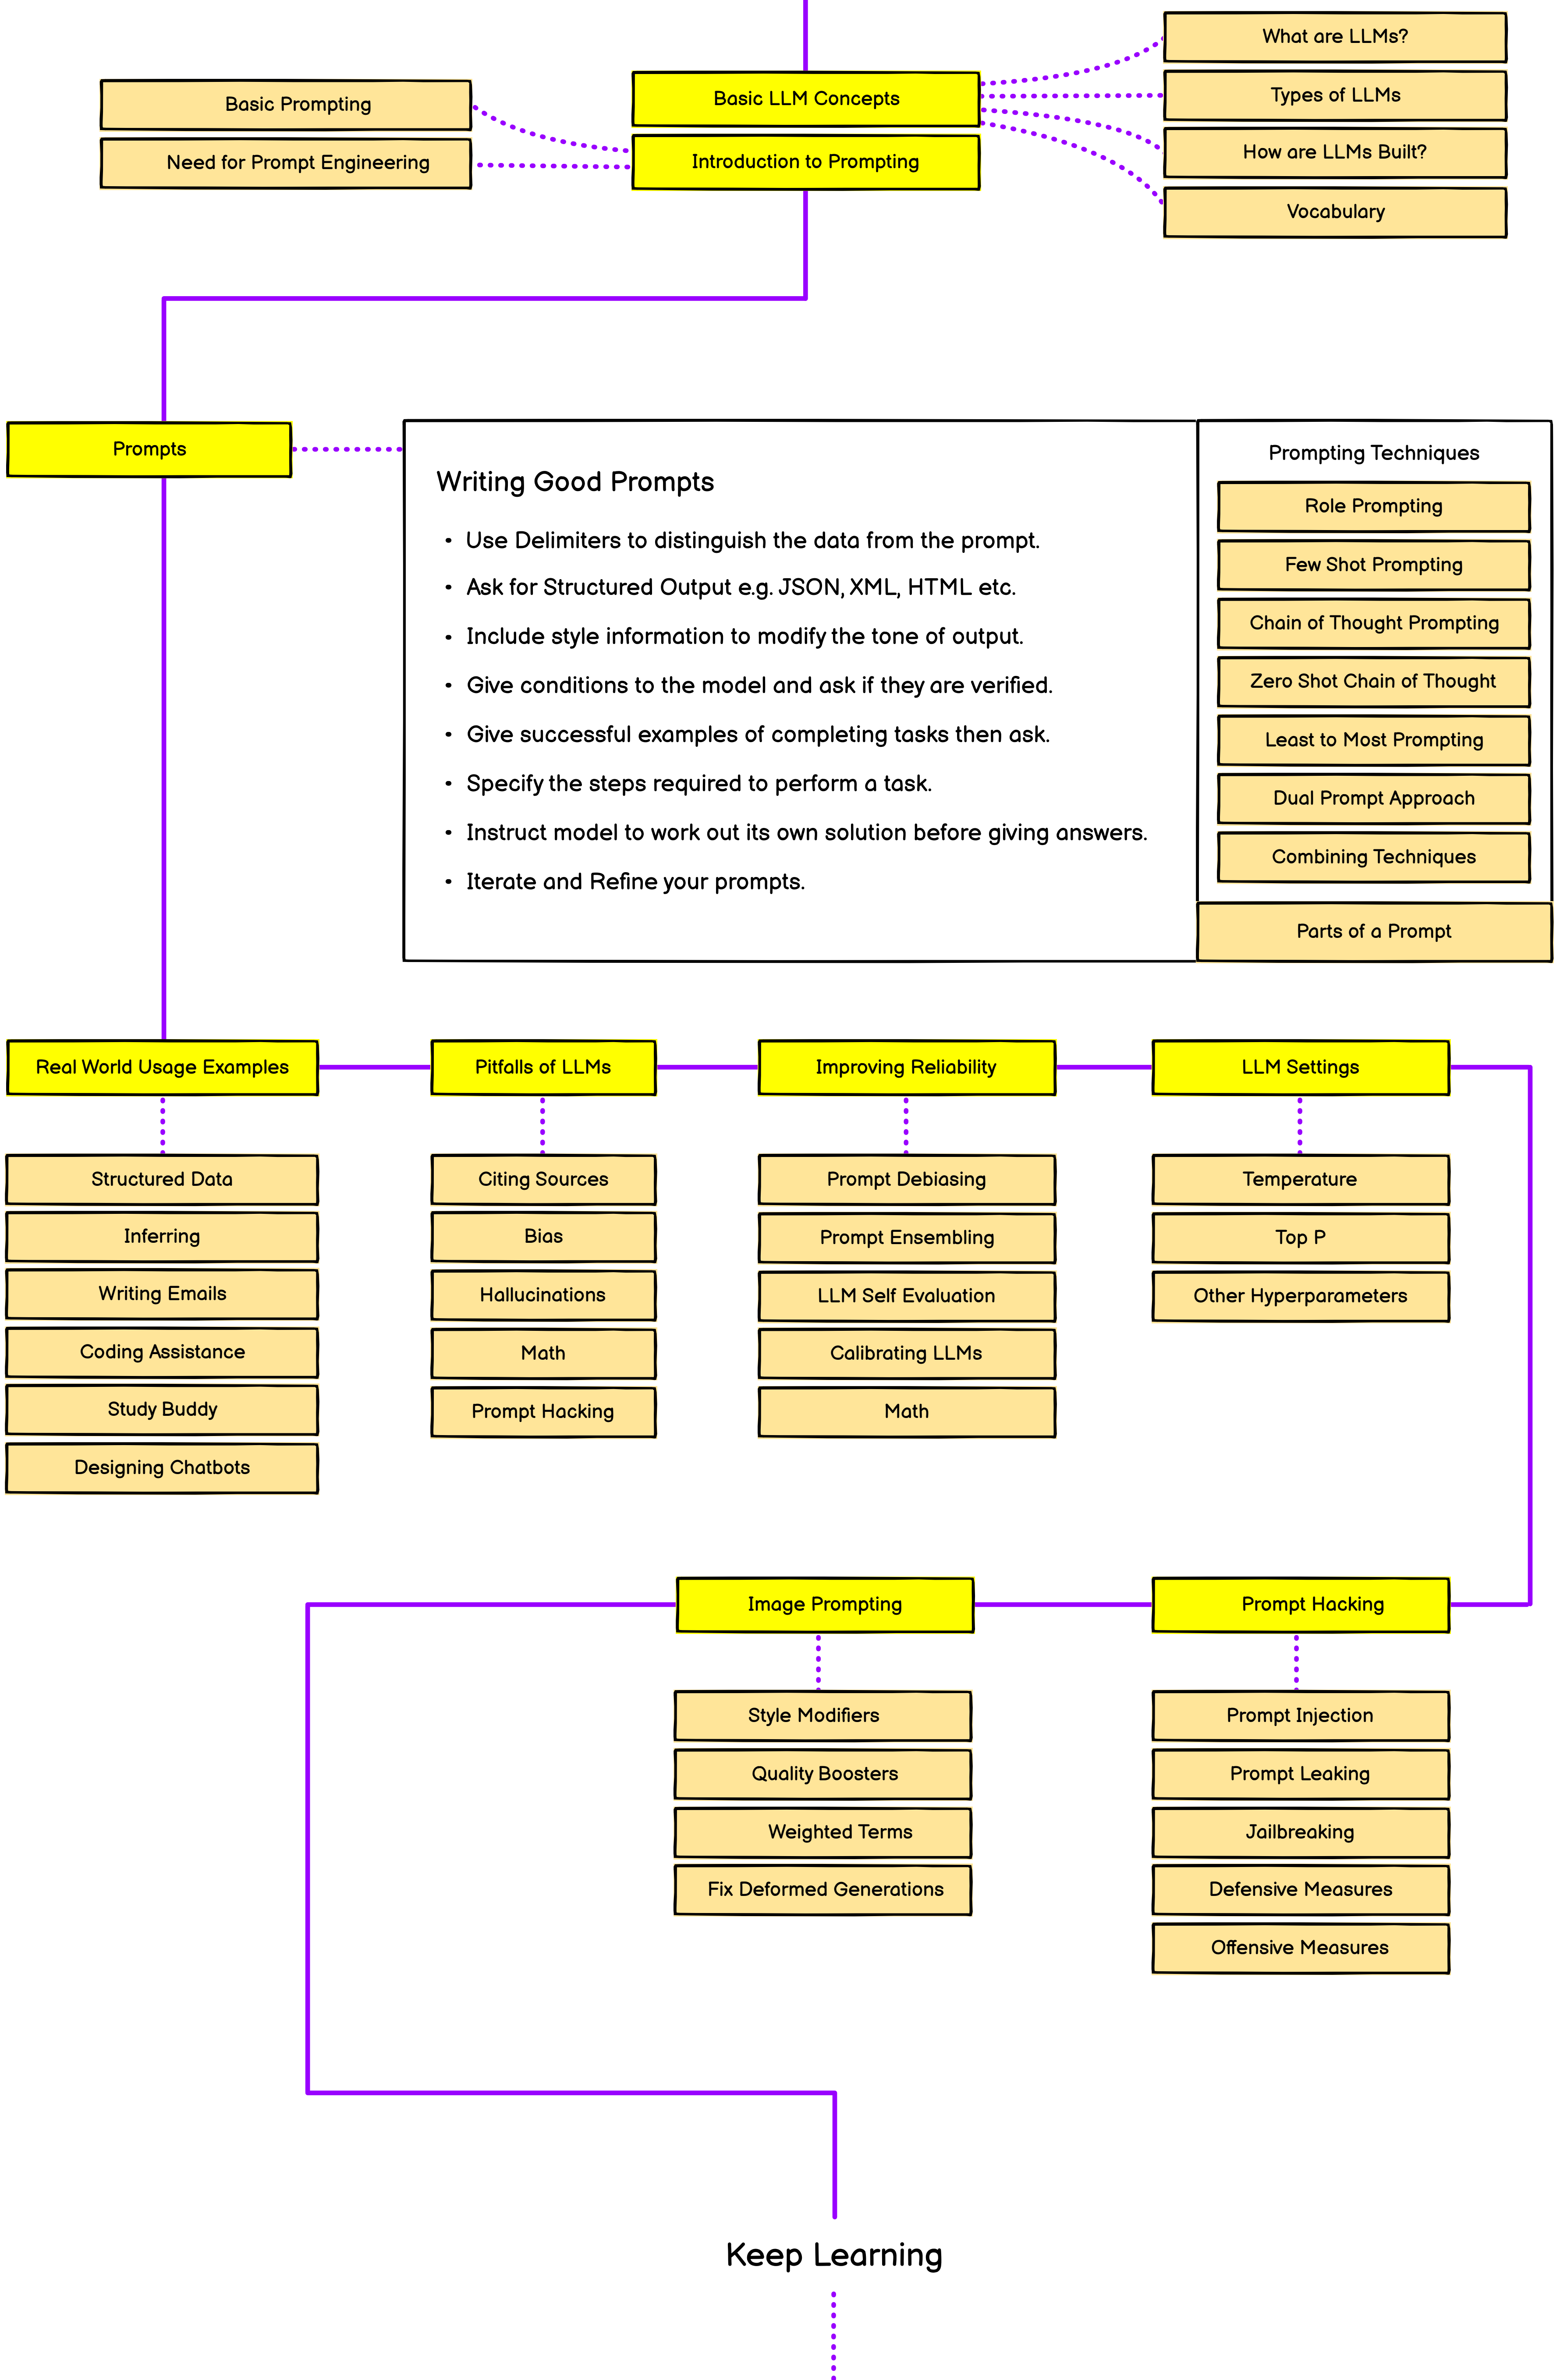 Basic LLM Concepts
Introduction to Prompting
What are LLMs?
Types of LLMs
How are LLMs Built?
Vocabulary
Basic Prompting
Need for Prompt Engineering
Prompts
Writing Good Prompts
• Use Delimiters to distinguish the data from the prompt.
• Ask for Structured Output e.g. JSON, XML, HTML etc.
• Include style information to modify the tone of output.
• Give conditions to the model and ask if they are verified.
• Give successful examples of completing tasks then ask.
• Specify the steps required to perform a task.
• Instruct model to work out its own solution before giving answers.
• Iterate and Refine your prompts.
Prompting Techniques
Role Prompting
Few Shot Prompting
Chain of Thought Prompting
Zero Shot Chain of Thought
Least to Most Prompting
Dual Prompt Approach
Combining Techniques
Parts of a Prompt
Real World Usage Examples
Structured Data
Inferring
Writing Emails
Coding Assistance
Study Buddy
Designing Chatbots
Pitfalls of LLMs
Citing Sources
Bias
Hallucinations
Math
Prompt Hacking
Improving Reliability
Prompt Debiasing
Prompt Ensembling
LLM Self Evaluation
Calibrating LLMs
Math
LLM Settings
Temperature
Top P
Other Hyperparameters
Prompt Hacking
Prompt Injection
Prompt Leaking
Jailbreaking
Defensive Measures
Offensive Measures
Image Prompting
Style Modifiers
Quality Boosters
Weighted Terms
Fix Deformed Generations
Keep Learning